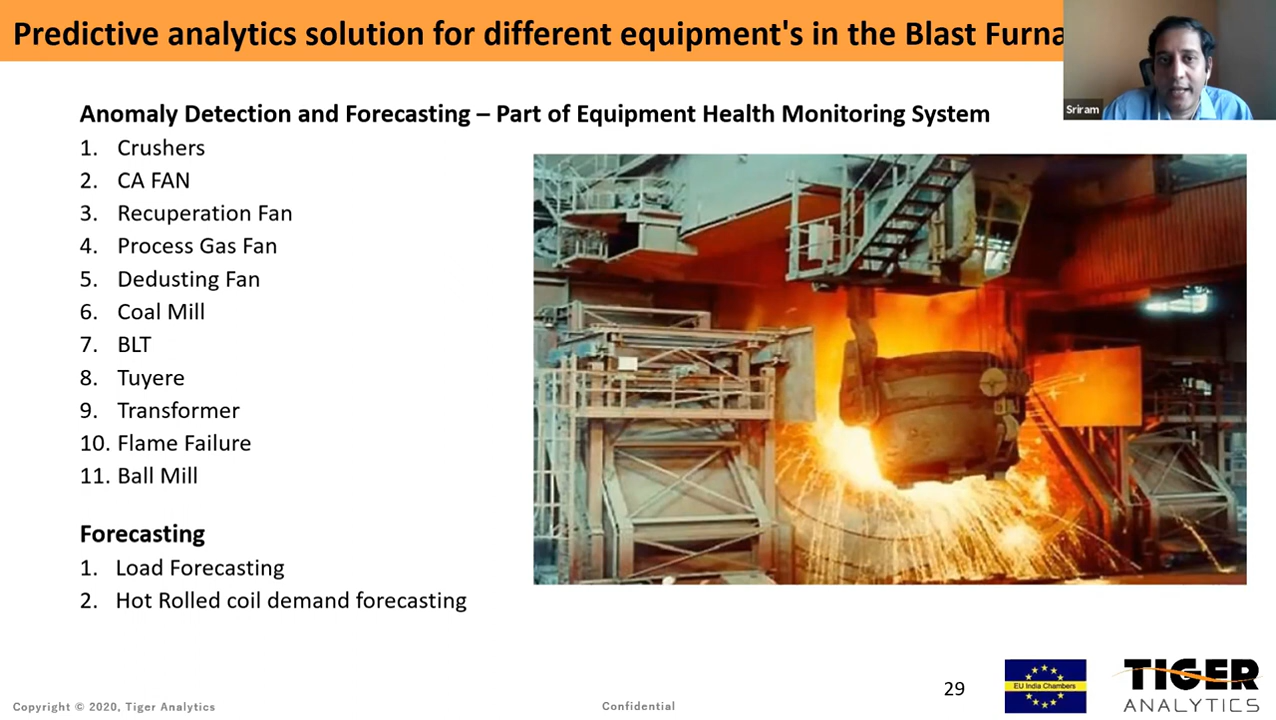 Predictive analytics solution for different equipment's in the Blast
Sriram
Anomaly Detection and Forecasting – Part of Equipment Health Monitoring System
1. Crushers
2. CA FAN
3. Recuperation Fan
4. Process Gas Fan
5. Dedusting Fan
6. Coal Mill
7. BLT
8. Tuyere
9. Transformer
10. Flame Failure
11. Ball Mill
Forecasting
1. Load Forecasting
2. Hot Rolled coil demand forecasting
29
EU India Chambers
TIGER
ANALYTICS
Copyright © 2020, Tiger Analytics
Confidential